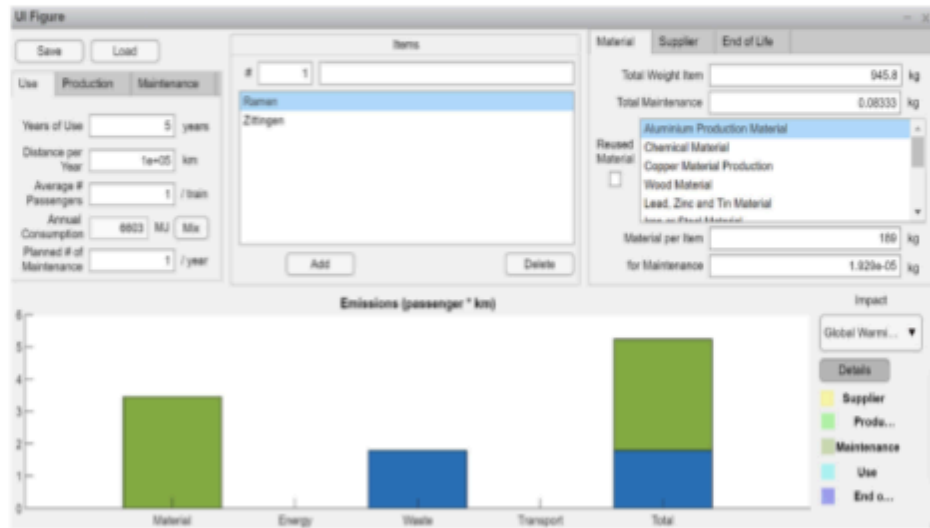 UI Figure
Save Load
Use Production Maintenance
Years of Use 5 years
Distance per Year 1e+05 km
Average # Passengers 1 / train
Annual Consumption 6603 MJ Mix
Planned # of Maintenance 1 / year
Items
# 1
Ramen
Zittingen
Add Delete
Material Supplier End of Life
Total Weight Item 945.8 kg
Total Maintenance 0.08333 kg
Reused Material
Aluminium Production Material
Chemical Material
Copper Material Production
Wood Material
Lead, Zinc and Tin Material
Iron or Steel Material
Material per Item 189 kg
for Maintenance 1.929e-05 kg
Emissions (passenger * km)
6
5
4
3
2
1
0
Material Energy Waste Transport Total
Impact
Global Warmi... ▼
Details
Supplier
Produ...
Maintenance
Use
End o...